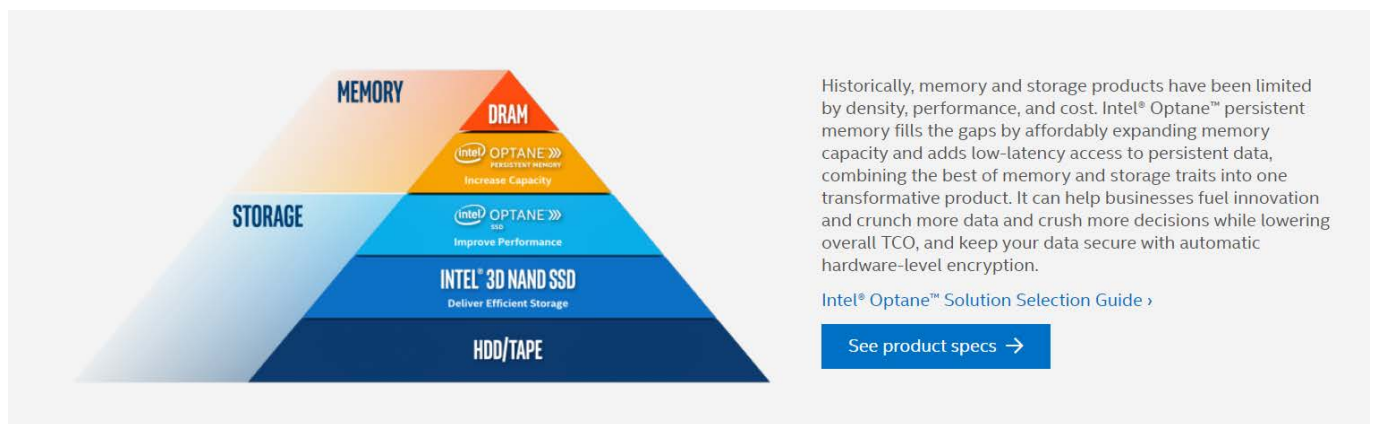 MEMORY
DRAM
intel OPTANE »»
PERSISTENT MEMORY
Increase Capacity
STORAGE
intel OPTANE »»
SSD
Improve Performance
INTEL® 3D NAND SSD
Deliver Efficient Storage
HDD/TAPE
Historically, memory and storage products have been limited
by density, performance, and cost. Intel® Optane™ persistent
memory fills the gaps by affordably expanding memory
capacity and adds low-latency access to persistent data,
combining the best of memory and storage traits into one
transformative product. It can help businesses fuel innovation
and crunch more data and crush more decisions while lowering
overall TCO, and keep your data secure with automatic
hardware-level encryption.
Intel® Optane™ Solution Selection Guide ›
See product specs →